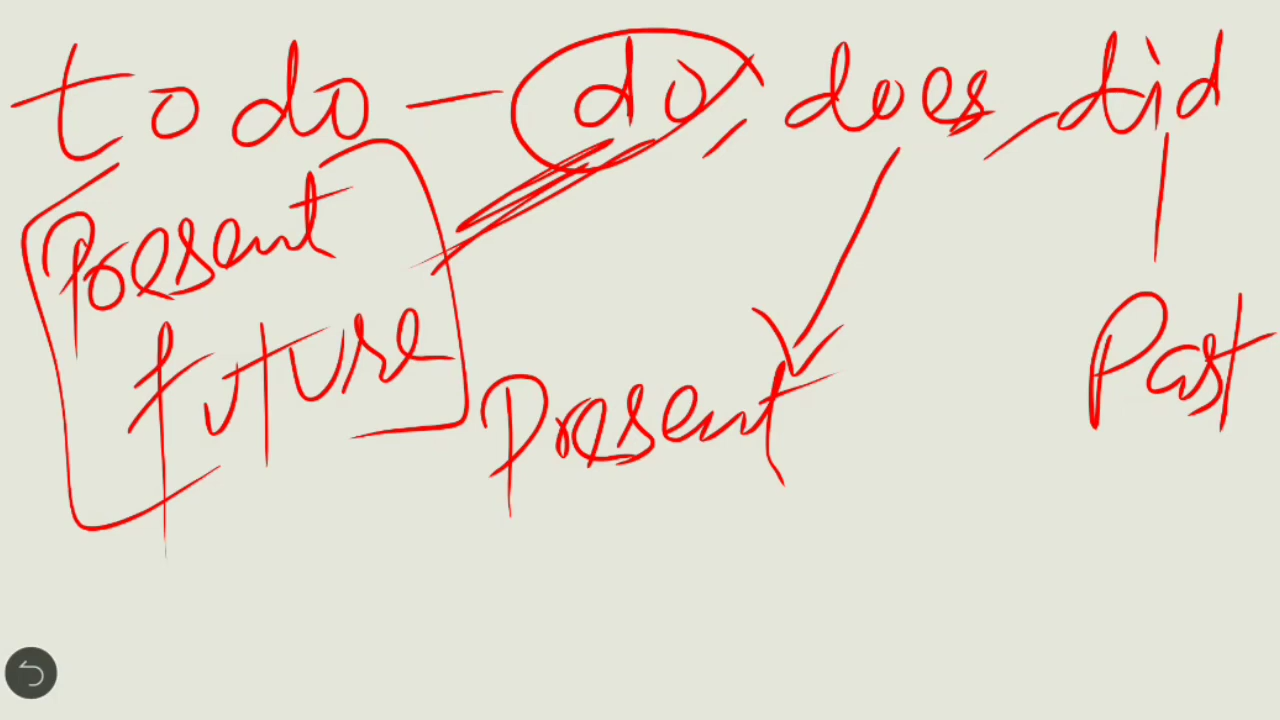 to do - do, does, did
Present
future
Present
Past